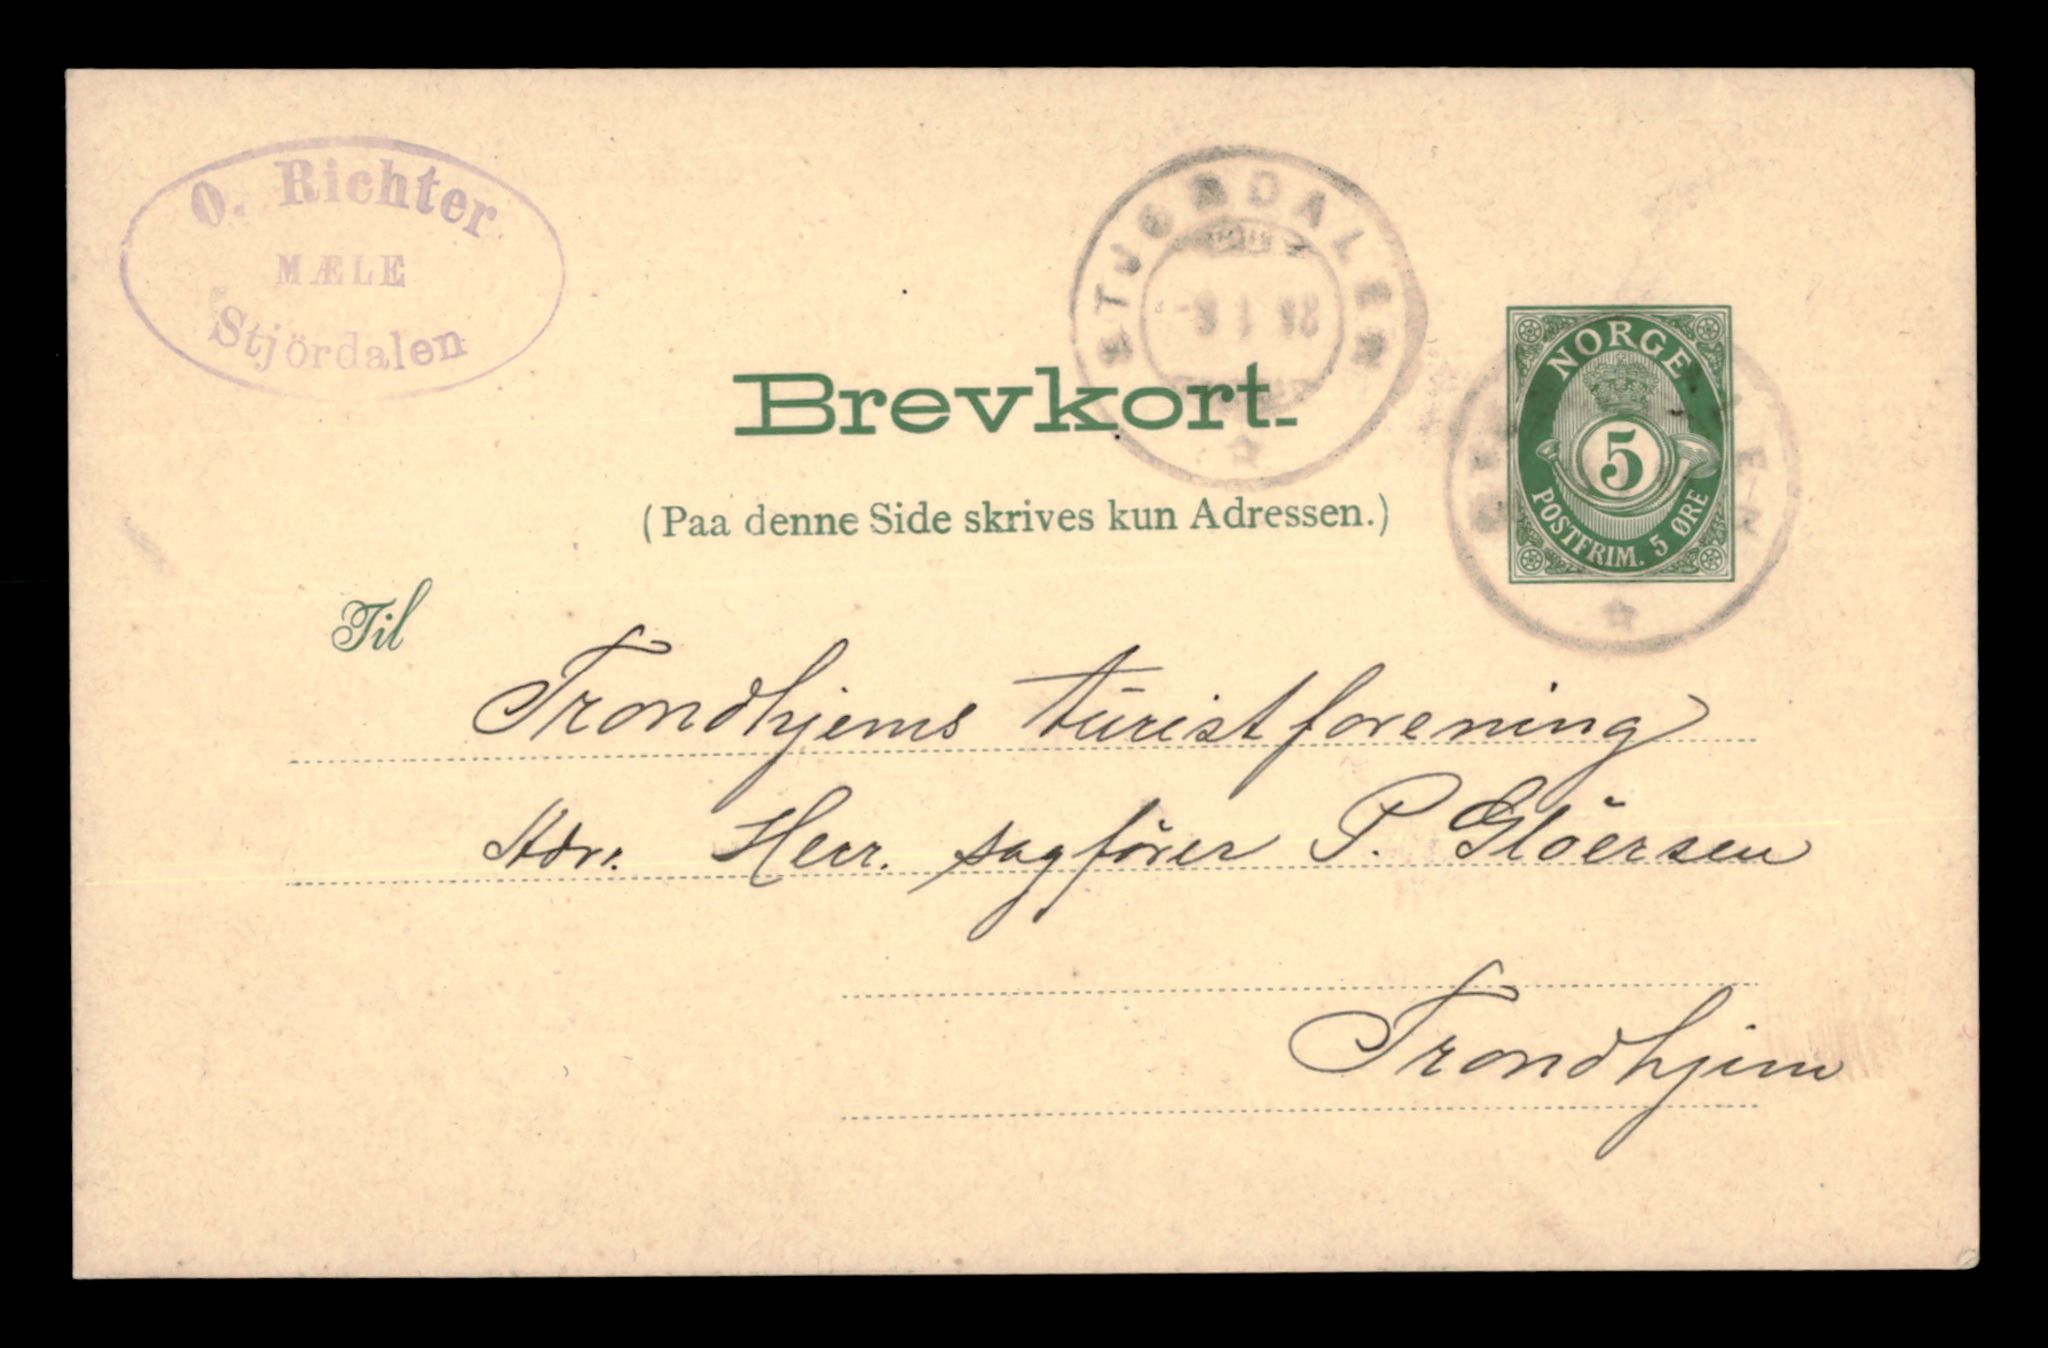 O. Richter
MÆLE
Stjördalen
STJØRDALEN
Brevkort.
NORGE
5
POSTFRIM. 5 ØRE
(Paa denne Side skrives kun Adressen.)
Til
Trondhjems turistforening
Adr. Herr. sagfører P. Gløersen
Trondhjem